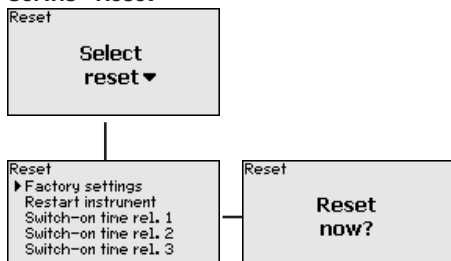 Reset
Select
reset▼
Reset
▶Factory settings
Restart instrument
Switch-on time rel. 1
Switch-on time rel. 2
Switch-on time rel. 3
Reset
Reset
now?